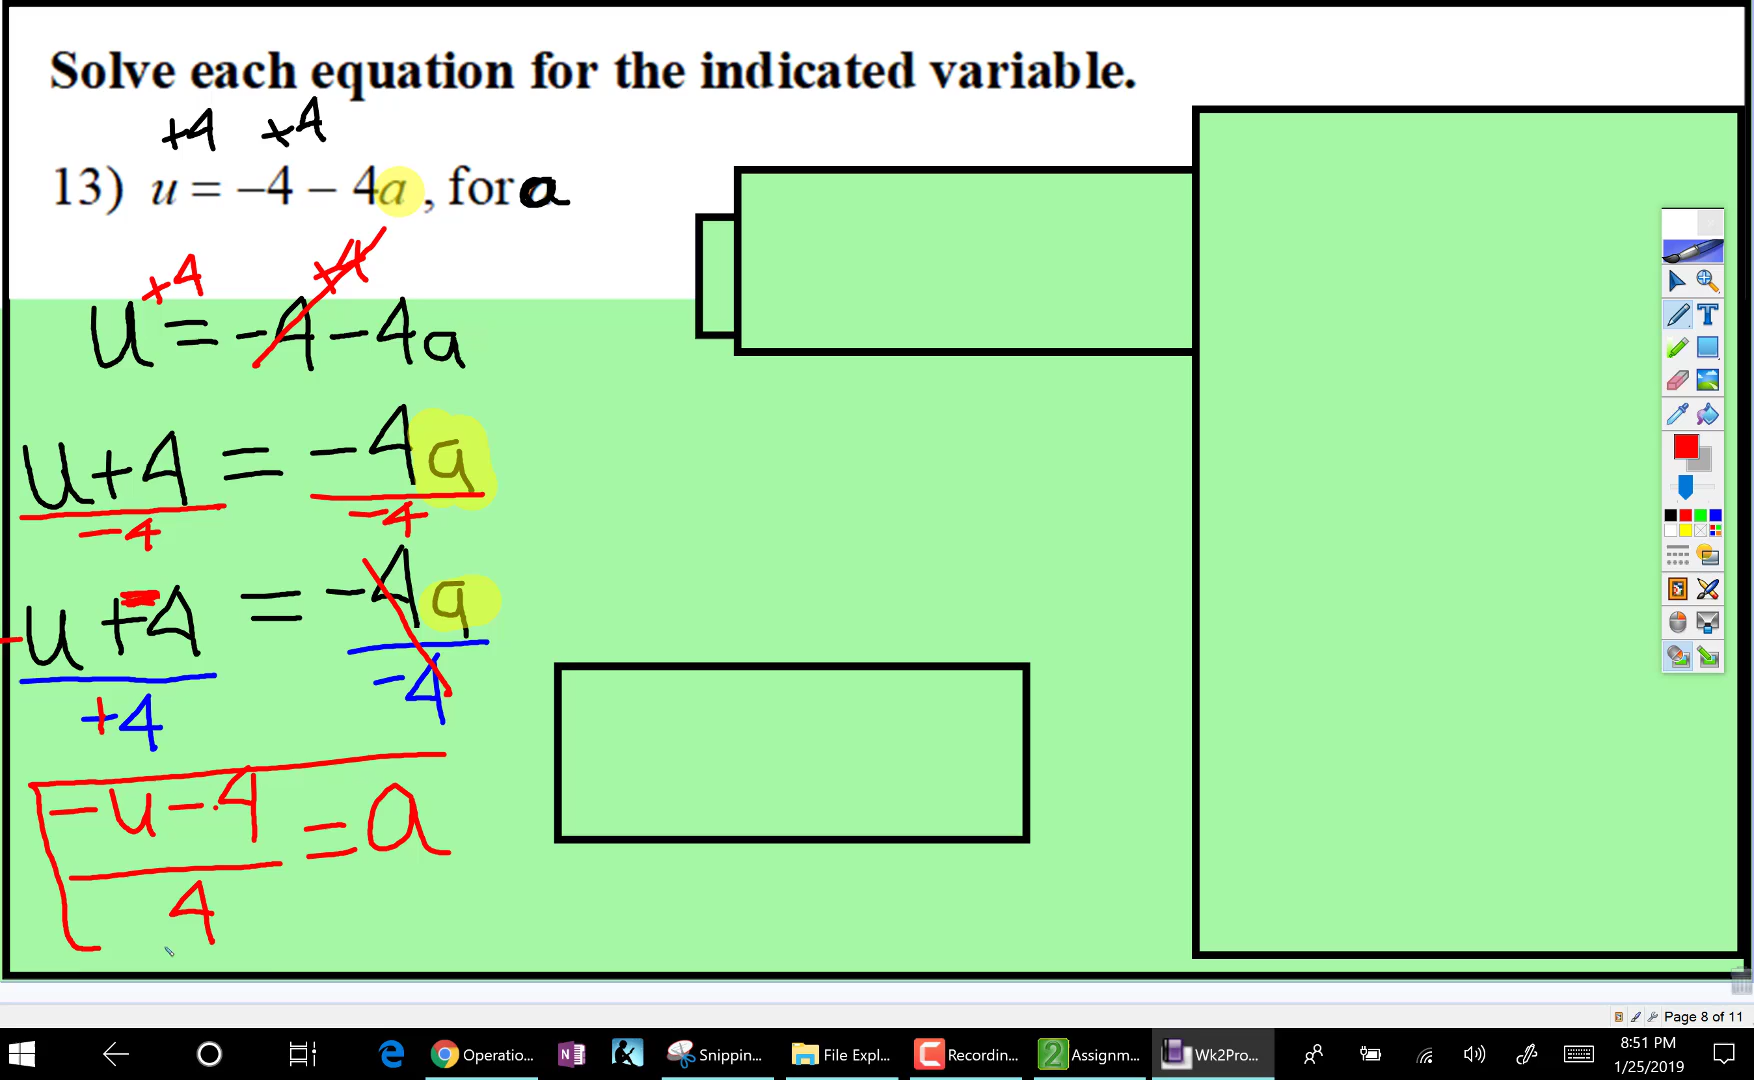 Solve each equation for the indicated variable.
+4 +4
13) u = −4 − 4a , for a
+4 +4
u = -4 - 4a
u+4 = -4a
-4 -4
-u + -4 = -4a
+4 -4
-u - 4 = a
4
Page 8 of 11
Operatio...
Snippin...
File Expl...
Recordin...
Assignm...
Wk2Pro...
8:51 PM
1/25/2019